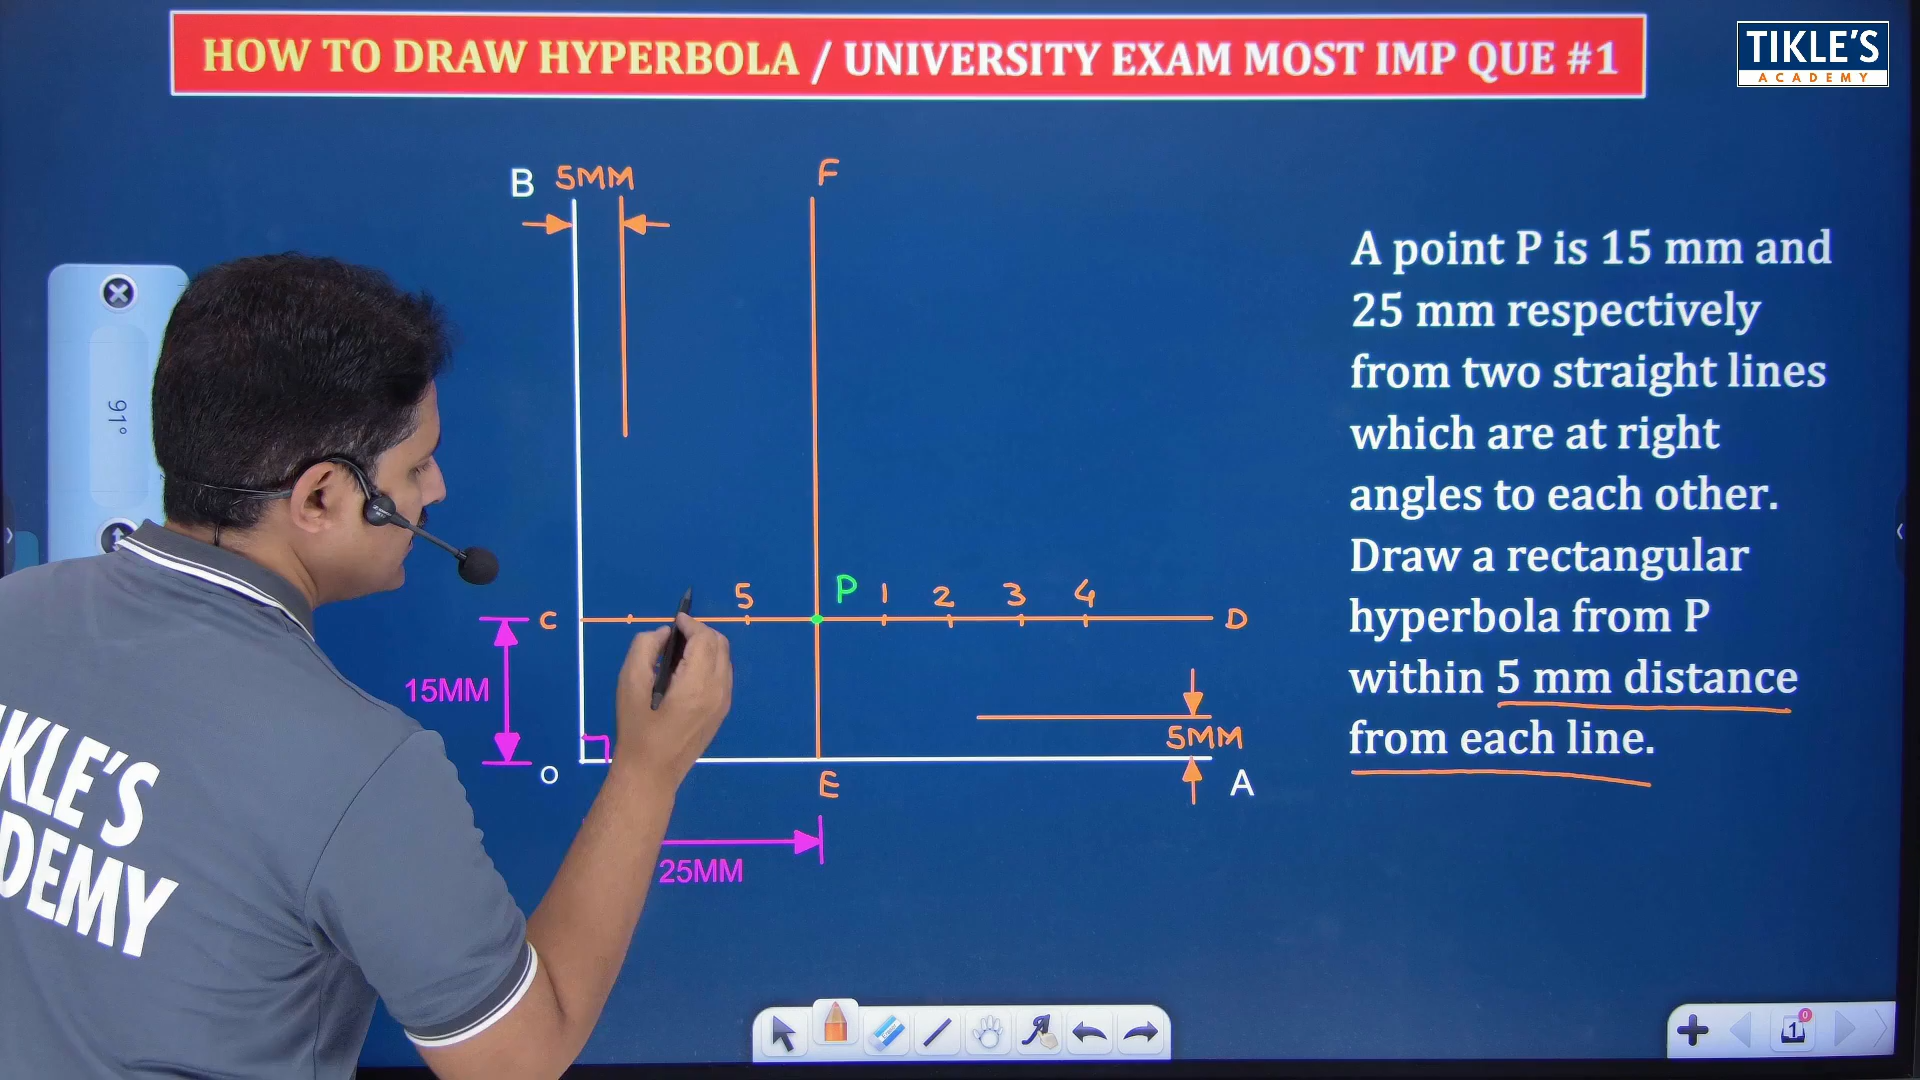 HOW TO DRAW HYPERBOLA / UNIVERSITY EXAM MOST IMP QUE #1
TIKLE'S
ACADEMY
B 5MM F
A point P is 15 mm and
25 mm respectively
from two straight lines
which are at right
angles to each other.
Draw a rectangular
hyperbola from P
within 5 mm distance
from each line.
91°
C 5 P 1 2 3 4 D
15MM
5MM
O E A
25MM
KLE'S
DEMY
1
0